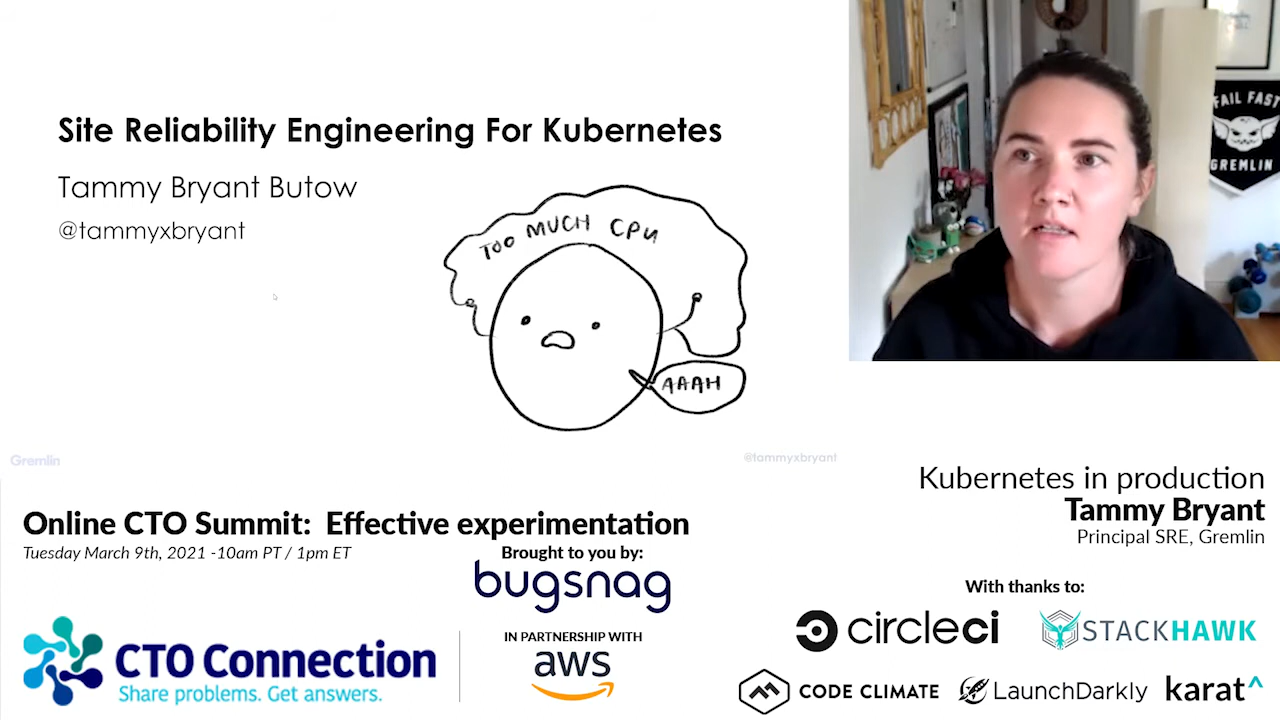 Site Reliability Engineering For Kubernetes
Tammy Bryant Butow
@tammyxbryant
TOO MUCH CPU
AAAH
Gremlin
@tammyxbryant
FAIL FAST
GREMLIN
Kubernetes in production
Tammy Bryant
Principal SRE, Gremlin
Online CTO Summit: Effective experimentation
Tuesday March 9th, 2021 -10am PT / 1pm ET
Brought to you by:
bugsnag
IN PARTNERSHIP WITH
aws
CTO Connection
Share problems. Get answers.
With thanks to:
circleci
STACKHAWK
CODE CLIMATE
LaunchDarkly
karat^